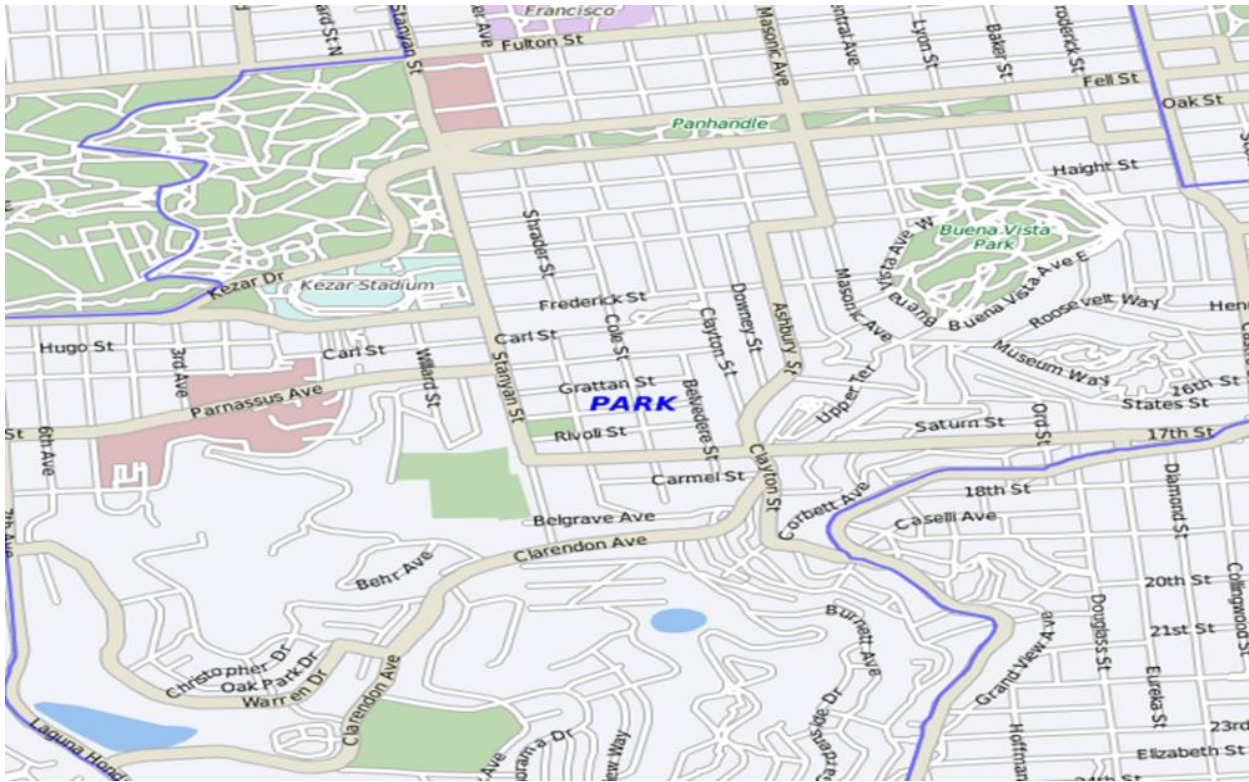 Francisco
Fulton St
Stanyan St
Masonic Ave
Lyon St
Baker St
Fell St
Oak St
Panhandle
Haight St
Buena Vista
Park
Buena Vista Ave W
Buena Vista Ave E
Shrader St
Kezar Dr
Kezar Stadium
Frederick St
Masonic Ave
Roosevelt Way
Hugo St
3rd Ave
Carl St
Willard St
Carl St
Cole St
Clayton St
Downey St
Ashbury St
Museum Way
Stanyan St
Grattan St
PARK
Belvedere St
Upper Ter
16th St
States St
Parnassus Ave
St
6th Ave
Rivoli St
Saturn St
Ord St
17th St
Carmel St
Clayton St
18th St
Diamond St
Belgrave Ave
Corbett Ave
Caselli Ave
7th Ave
Clarendon Ave
Behr Ave
20th St
Collingwood St
Burnett Ave
Douglass St
21st St
Christopher Dr
Oak Park Dr
Warren Dr
Clarendon Ave
Grand View Ave
Eureka St
23rd
Elizabeth St